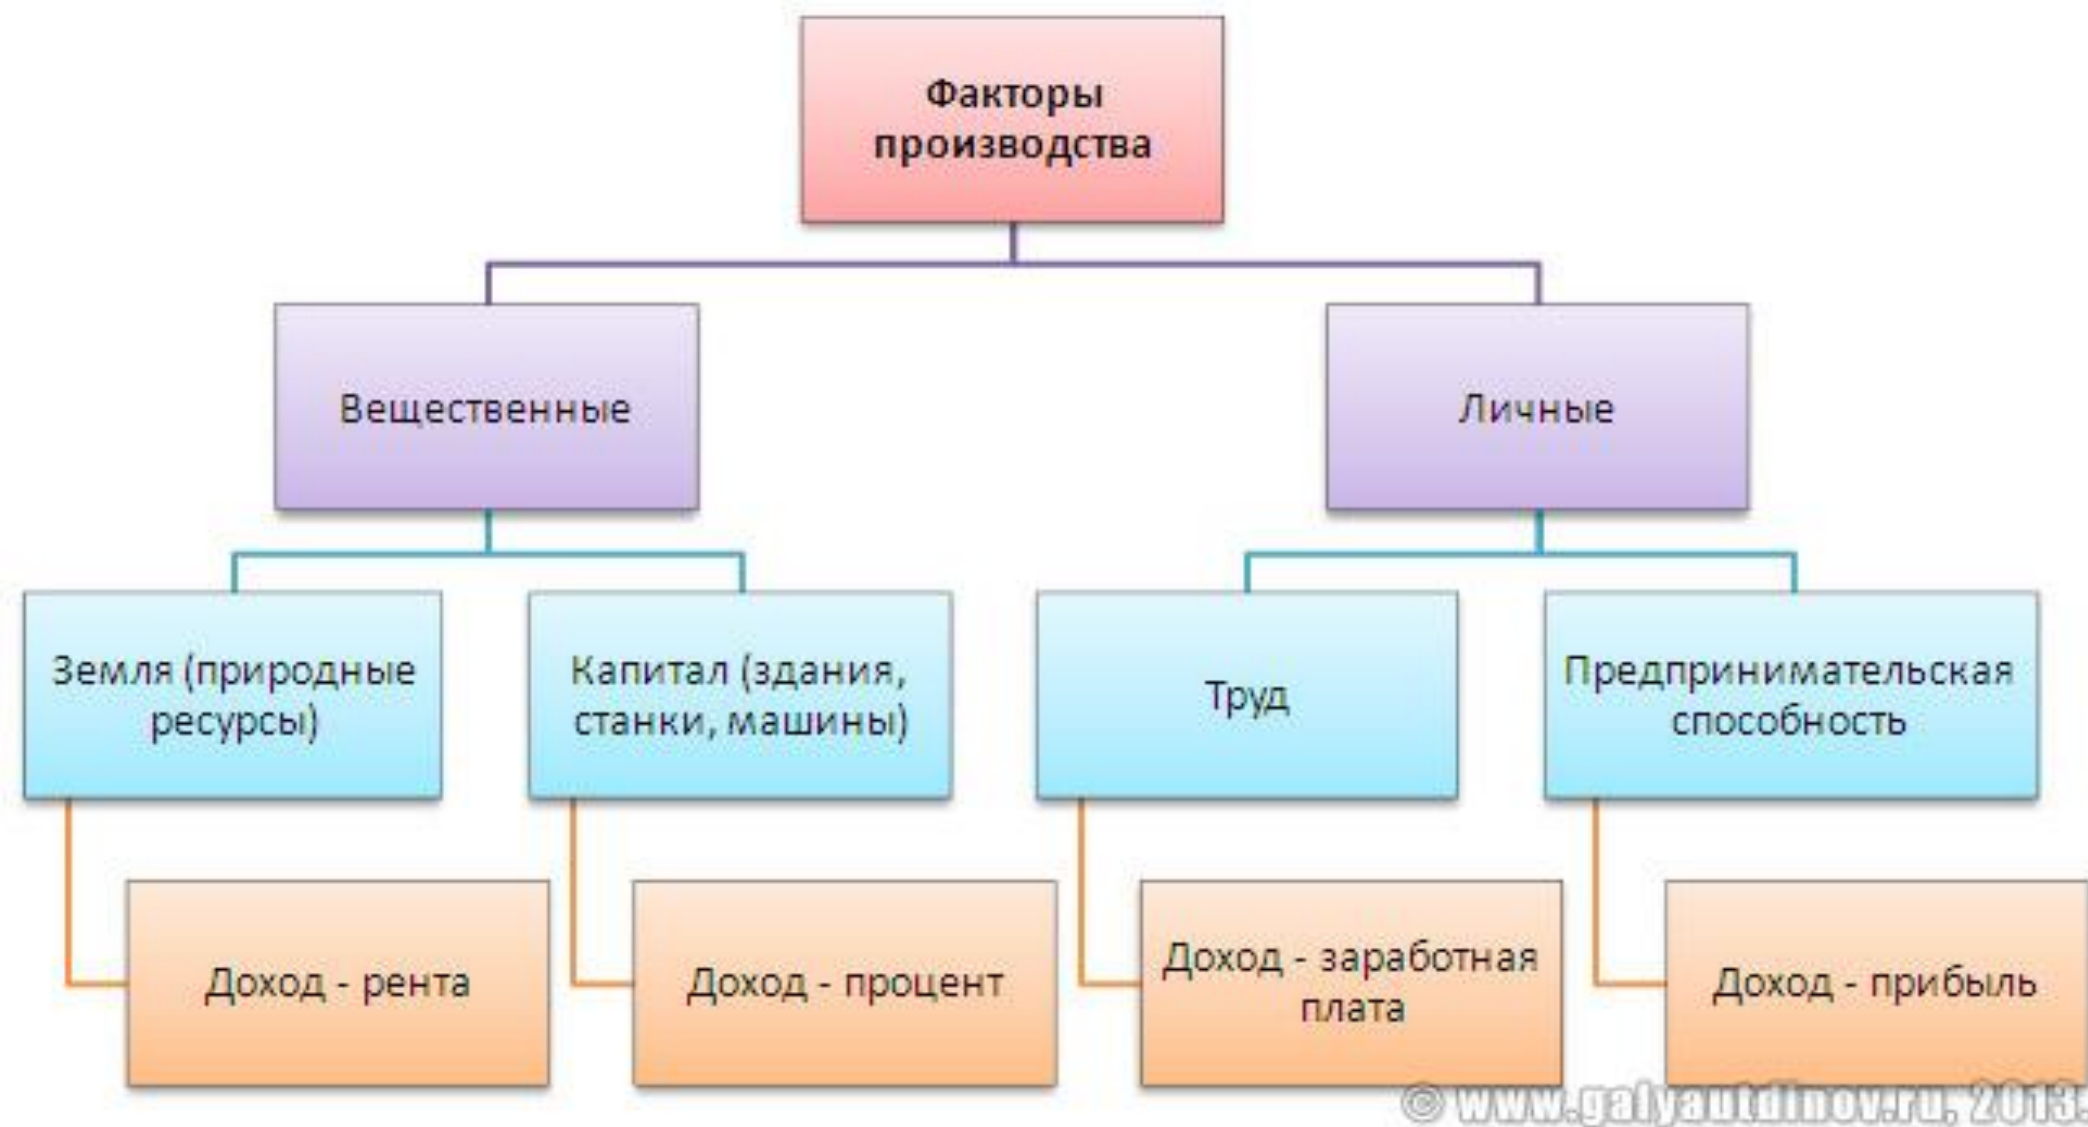 Факторы
производства
Вещественные
Личные
Земля (природные
ресурсы)
Капитал (здания,
станки, машины)
Труд
Предпринимательская
способность
Доход - рента
Доход - процент
Доход - заработная
плата
Доход - прибыль
© www.galyautdinov.ru, 2013.